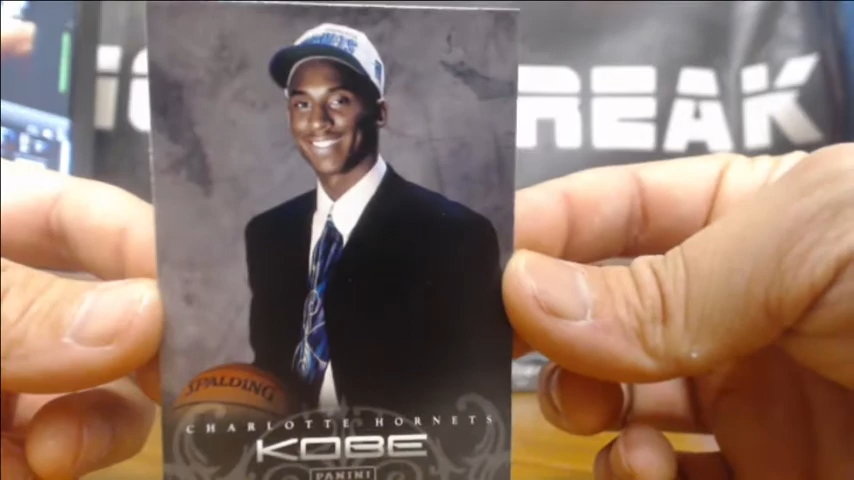 REAK
SPALDING
CHARLOTTE HORNETS
KOBE
PANINI